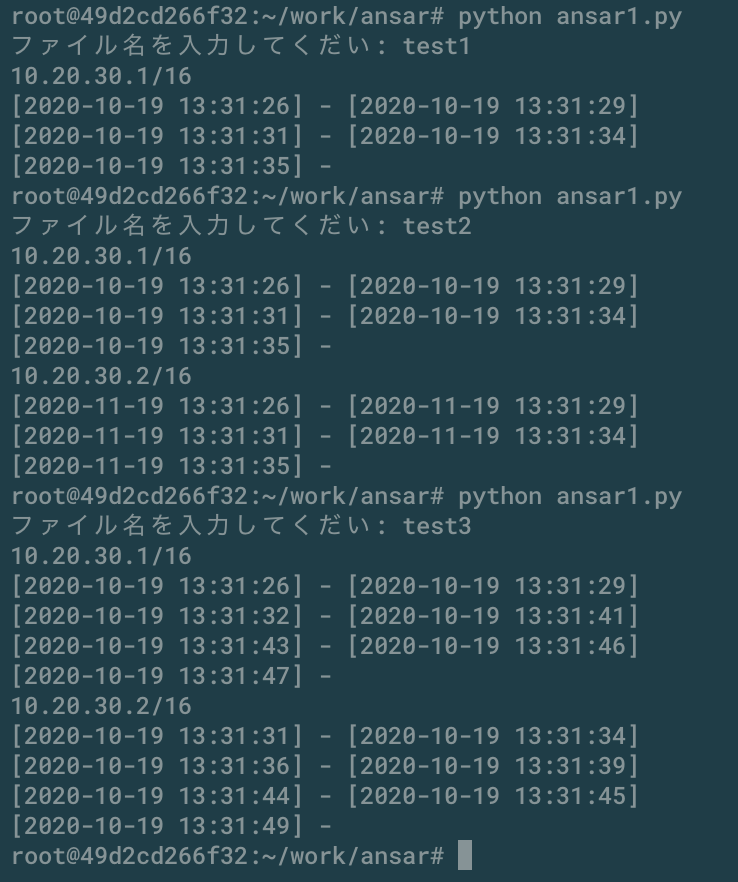 root@49d2cd266f32:~/work/ansar# python ansar1.py
ファイル名を入力してくだい: test1
10.20.30.1/16
[2020-10-19 13:31:26] - [2020-10-19 13:31:29]
[2020-10-19 13:31:31] - [2020-10-19 13:31:34]
[2020-10-19 13:31:35] -
root@49d2cd266f32:~/work/ansar# python ansar1.py
ファイル名を入力してくだい: test2
10.20.30.1/16
[2020-10-19 13:31:26] - [2020-10-19 13:31:29]
[2020-10-19 13:31:31] - [2020-10-19 13:31:34]
[2020-10-19 13:31:35] -
10.20.30.2/16
[2020-11-19 13:31:26] - [2020-11-19 13:31:29]
[2020-11-19 13:31:31] - [2020-11-19 13:31:34]
[2020-11-19 13:31:35] -
root@49d2cd266f32:~/work/ansar# python ansar1.py
ファイル名を入力してくだい: test3
10.20.30.1/16
[2020-10-19 13:31:26] - [2020-10-19 13:31:29]
[2020-10-19 13:31:32] - [2020-10-19 13:31:41]
[2020-10-19 13:31:43] - [2020-10-19 13:31:46]
[2020-10-19 13:31:47] -
10.20.30.2/16
[2020-10-19 13:31:31] - [2020-10-19 13:31:34]
[2020-10-19 13:31:36] - [2020-10-19 13:31:39]
[2020-10-19 13:31:44] - [2020-10-19 13:31:45]
[2020-10-19 13:31:49] -
root@49d2cd266f32:~/work/ansar#